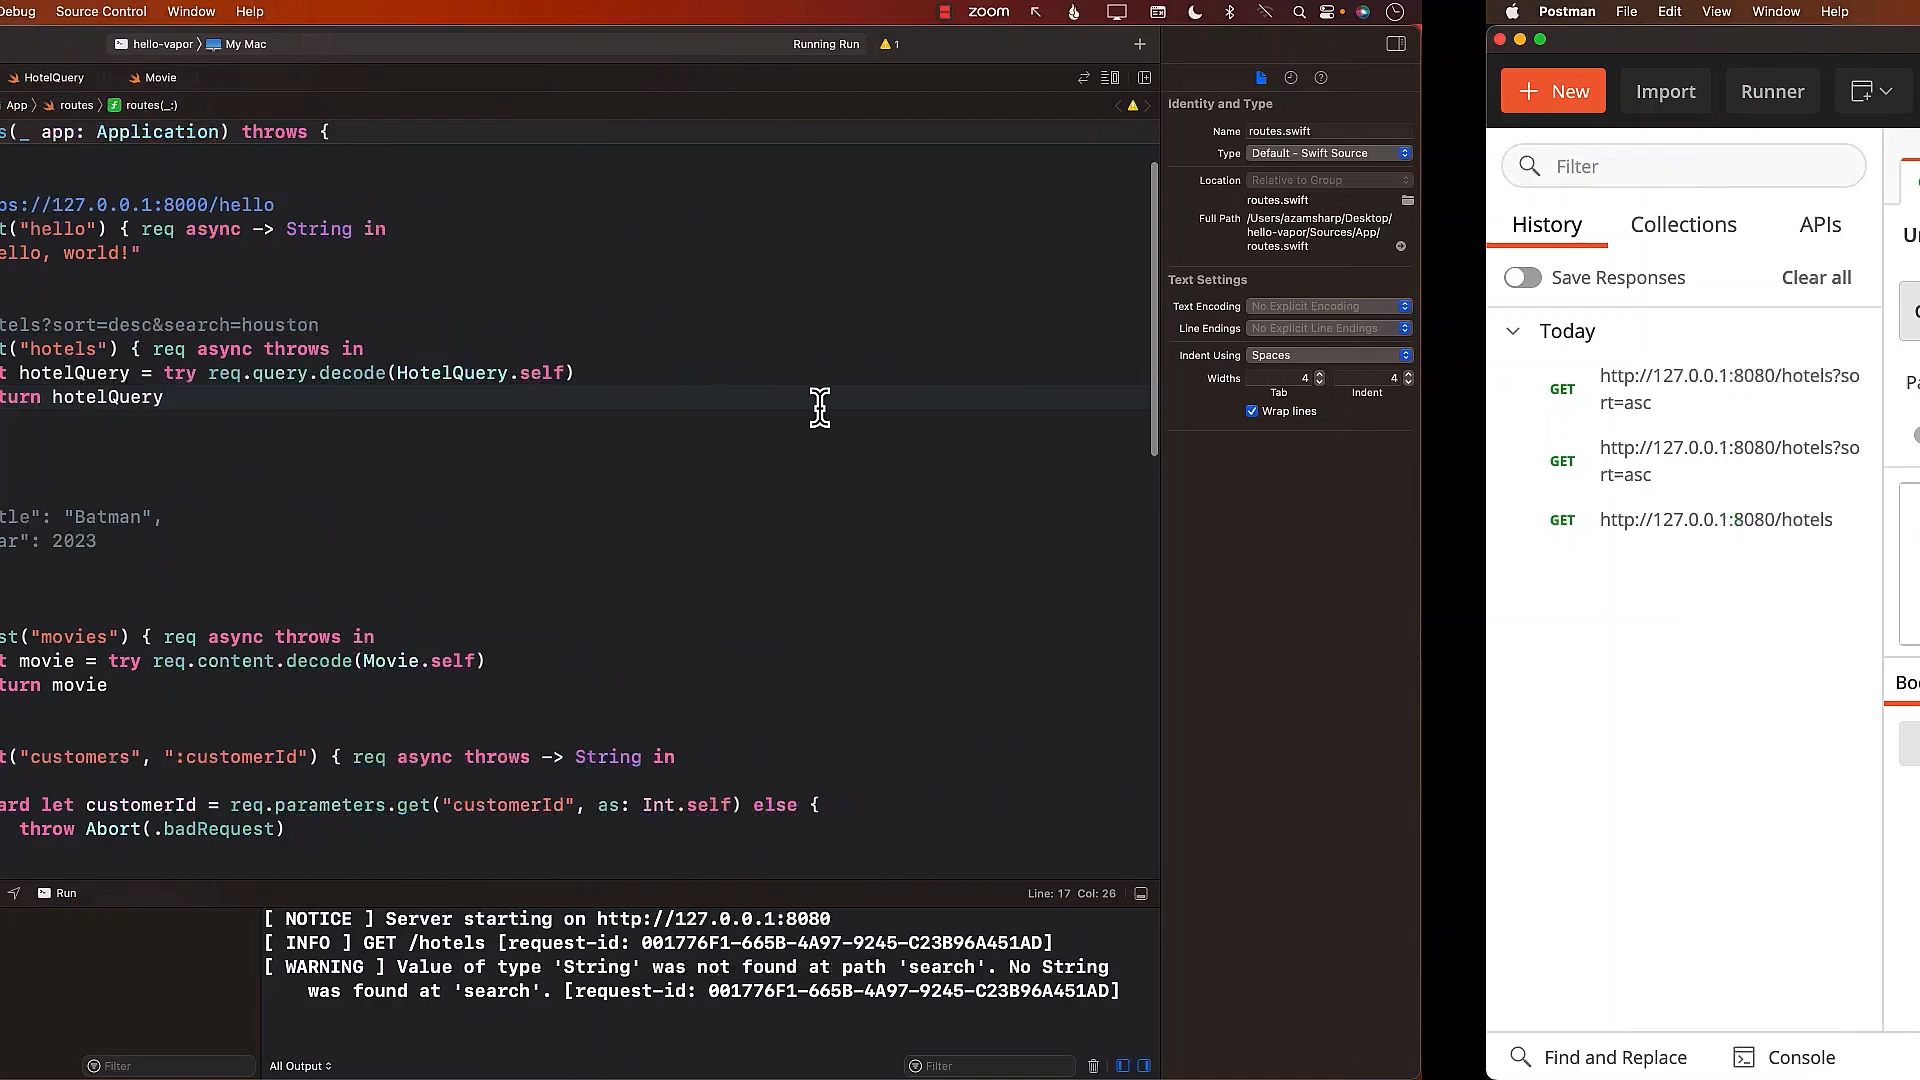 Debug Source Control Window Help zoom
hello-vapor My Mac Running Run 1
HotelQuery Movie
App routes routes(_:)
s(_ app: Application) throws {
ps://127.0.0.1:8000/hello
t("hello") { req async -> String in
ello, world!"
tels?sort=desc&search=houston
t("hotels") { req async throws in
t hotelQuery = try req.query.decode(HotelQuery.self)
turn hotelQuery
tle": "Batman",
ar": 2023
st("movies") { req async throws in
t movie = try req.content.decode(Movie.self)
turn movie
t("customers", ":customerId") { req async throws -> String in
ard let customerId = req.parameters.get("customerId", as: Int.self) else {
throw Abort(.badRequest)
Run Line: 17 Col: 26
[ NOTICE ] Server starting on http://127.0.0.1:8080
[ INFO ] GET /hotels [request-id: 001776F1-665B-4A97-9245-C23B96A451AD]
[ WARNING ] Value of type 'String' was not found at path 'search'. No String
was found at 'search'. [request-id: 001776F1-665B-4A97-9245-C23B96A451AD]
Filter All Output Filter
Identity and Type
Name routes.swift
Type Default - Swift Source
Location Relative to Group
routes.swift
Full Path /Users/azamsharp/Desktop/
hello-vapor/Sources/App/
routes.swift
Text Settings
Text Encoding No Explicit Encoding
Line Endings No Explicit Line Endings
Indent Using Spaces
Widths 4 4
Tab Indent
Wrap lines
Postman File Edit View Window Help
New Import Runner
Filter
History Collections APIs
Save Responses Clear all
Today
GET http://127.0.0.1:8080/hotels?so
rt=asc
GET http://127.0.0.1:8080/hotels?so
rt=asc
GET http://127.0.0.1:8080/hotels
Find and Replace Console